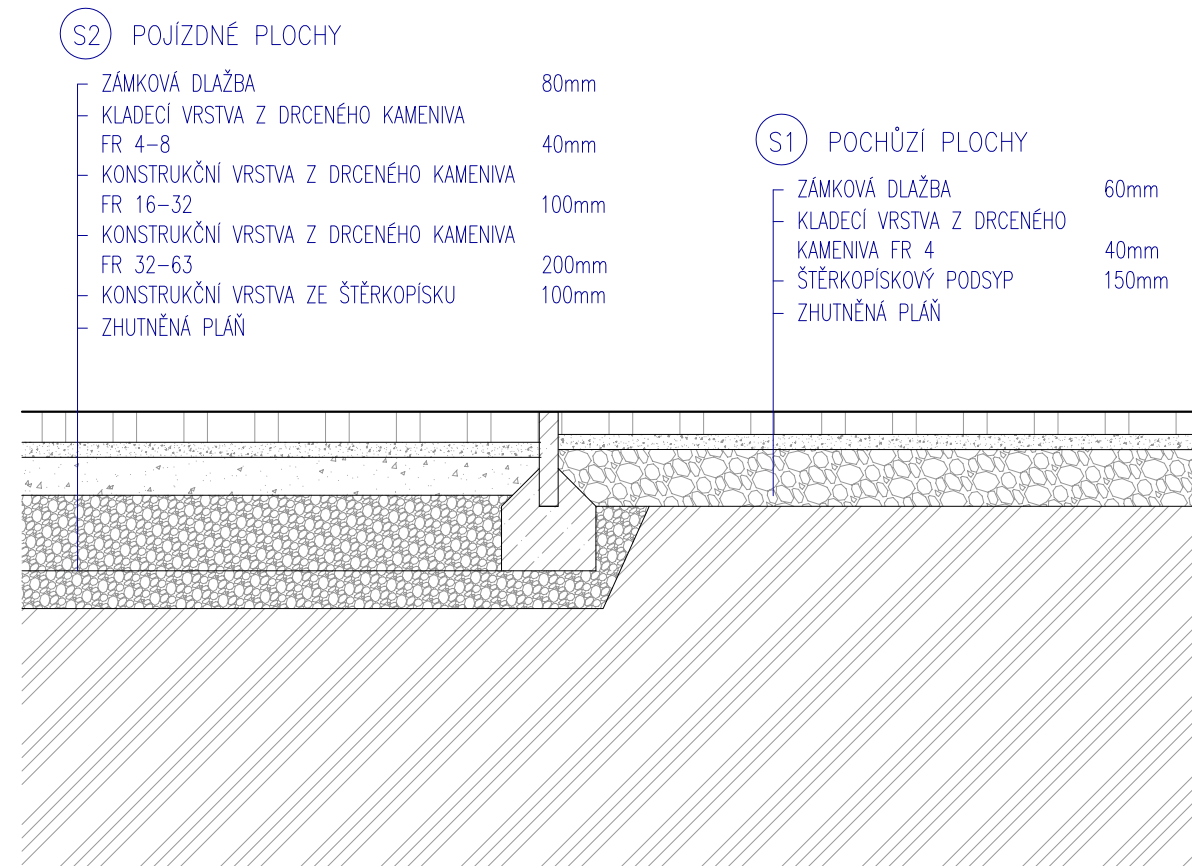 S2 POJÍZDNÉ PLOCHY
ZÁMKOVÁ DLAŽBA 80mm
KLADECÍ VRSTVA Z DRCENÉHO KAMENIVA
FR 4-8 40mm
KONSTRUKČNÍ VRSTVA Z DRCENÉHO KAMENIVA
FR 16-32 100mm
KONSTRUKČNÍ VRSTVA Z DRCENÉHO KAMENIVA
FR 32-63 200mm
KONSTRUKČNÍ VRSTVA ZE ŠTĚRKOPÍSKU 100mm
ZHUTNĚNÁ PLÁŇ
S1 POCHŮZÍ PLOCHY
ZÁMKOVÁ DLAŽBA 60mm
KLADECÍ VRSTVA Z DRCENÉHO
KAMENIVA FR 4 40mm
ŠTĚRKOPÍSKOVÝ PODSYP 150mm
ZHUTNĚNÁ PLÁŇ